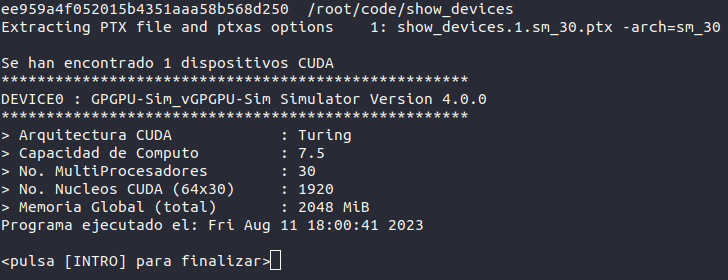 ee959a4f052015b4351aaa58b568d250  /root/code/show_devices
Extracting PTX file and ptxas options    1: show_devices.1.sm_30.ptx -arch=sm_30
Se han encontrado 1 dispositivos CUDA
****************************************************
DEVICE0 : GPGPU-Sim_vGPGPU-Sim Simulator Version 4.0.0
****************************************************
> Arquitectura CUDA            : Turing
> Capacidad de Computo         : 7.5
> No. MultiProcesadores        : 30
> No. Nucleos CUDA (64x30)     : 1920
> Memoria Global (total)       : 2048 MiB
Programa ejecutado el: Fri Aug 11 18:00:41 2023
<pulsa [INTRO] para finalizar>